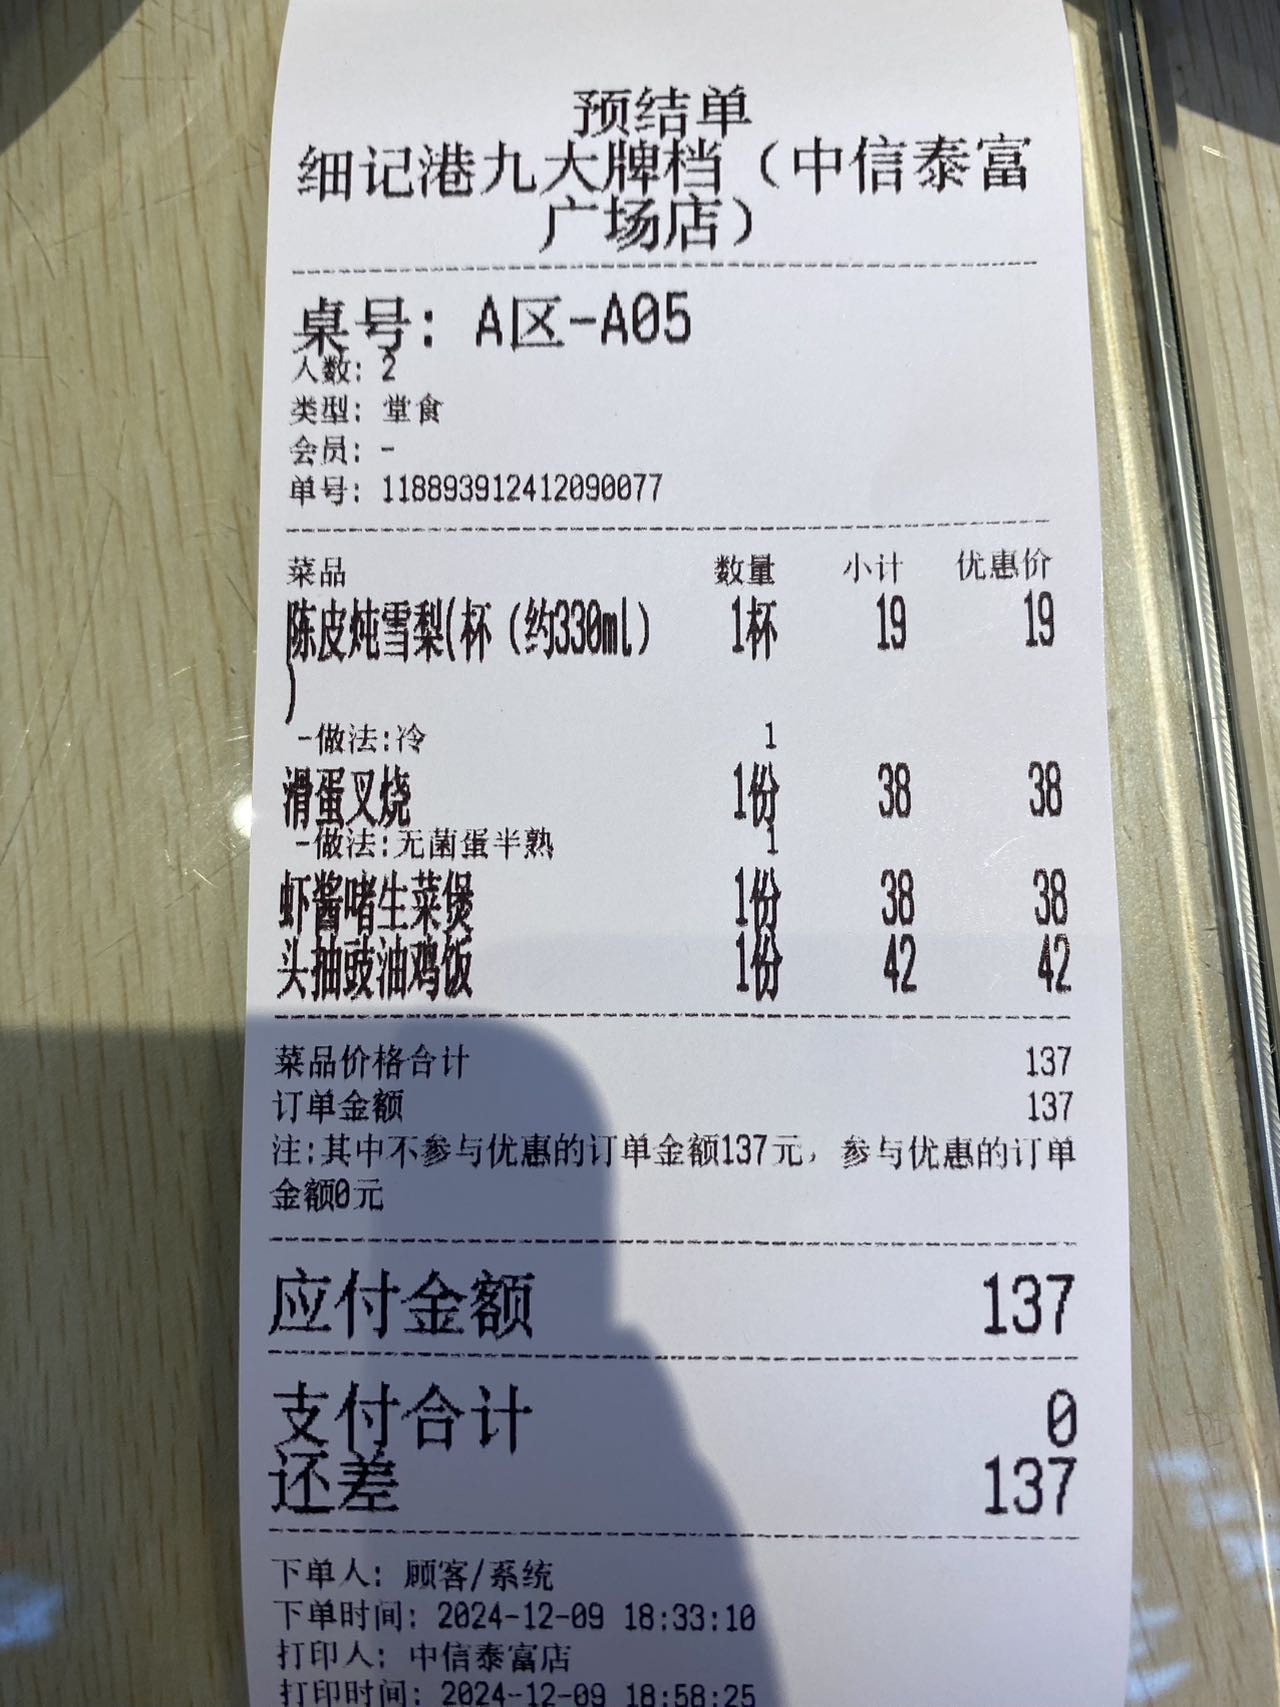 预结单
细记港九大牌档（中信泰富
广场店）
桌号: A区-A05
人数: 2
类型: 堂食
会员: -
单号: 118893912412090077
菜品 数量 小计 优惠价
陈皮炖雪梨(杯（约330ml） 1杯 19 19
)
-做法:冷 1
滑蛋叉烧 1份 38 38
-做法:无菌蛋半熟 1
虾酱啫生菜煲 1份 38 38
头抽豉油鸡饭 1份 42 42
菜品价格合计 137
订单金额 137
注:其中不参与优惠的订单金额137元，参与优惠的订单
金额0元
应付金额 137
支付合计 0
还差 137
下单人: 顾客/系统
下单时间: 2024-12-09 18:33:10
打印人: 中信泰富店
打印时间: 2024-12-09 18:58:25